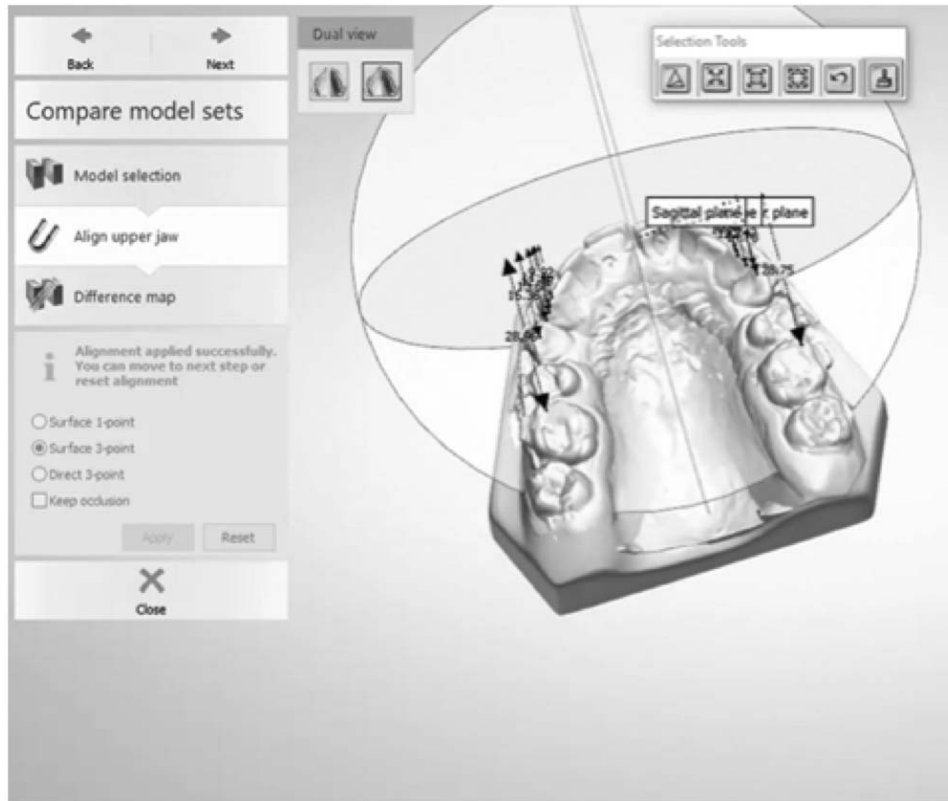 Back
Next
Compare model sets
Model selection
Align upper jaw
Difference map
i
Alignment applied successfully.
You can move to next step or
reset alignment
Surface 1-point
Surface 3-point
Direct 3-point
Keep occlusion
Apply
Reset
Close
Dual view
Selection Tools
Sagittal plane
r plane
28.75